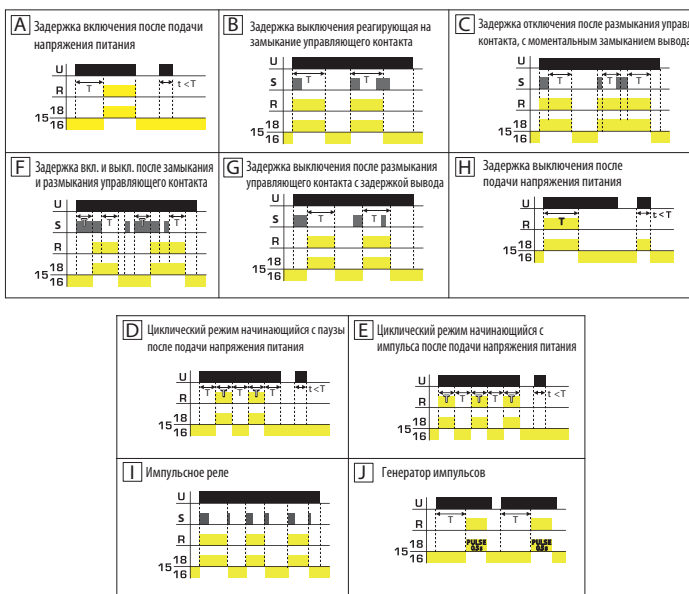 A Задержка включения после подачи
напряжения питания
U
T
t < T
R
18
15
16
B Задержка выключения реагирующая на
замыкание управляющего контакта
U
T
T
S
R
18
15
16
C Задержка отключения после размыкания управл
контакта, с моментальным замыканием вывода
U
T
T
T
S
R
18
15
16
F Задержка вкл. и выкл. после замыкания
и размыкания управляющего контакта
U
T
T
T
T
S
R
18
15
16
G Задержка выключения после размыкания
управляющего контакта с задержкой вывода
U
T
T
S
R
18
15
16
H Задержка выключения после
подачи напряжения питания
U
t < T
T
R
18
15
16
D Циклический режим начинающийся с паузы
после подачи напряжения питания
U
T
T
T
T
T
t < T
R
18
15
16
E Циклический режим начинающийся с
импульса после подачи напряжения питания
U
T
T
T
T
T
t < T
R
18
15
16
I Импульсное реле
U
S
R
18
15
16
J Генератор импульсов
U
T
T
R
18
PULSE
0.5s
PULSE
0.5s
15
16